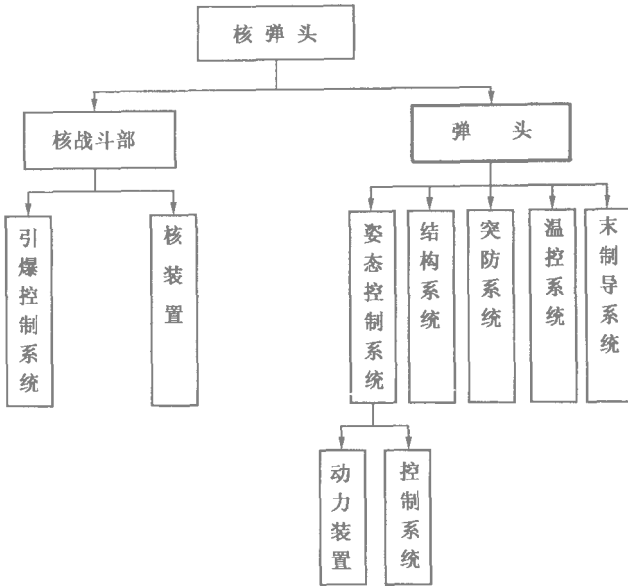 核弹头
核战斗部
弹头
引爆控制系统
核装置
姿态控制系统
结构系统
突防系统
温控系统
末制导系统
动力装置
控制系统